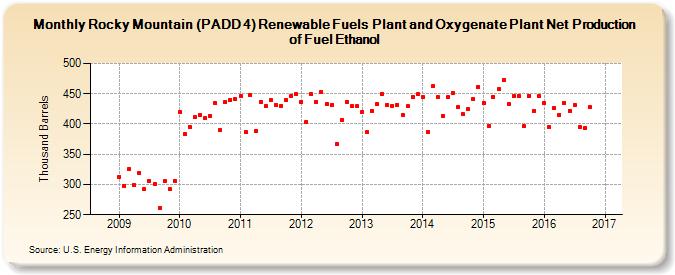 Monthly Rocky Mountain (PADD 4) Renewable Fuels Plant and Oxygenate Plant Net Production
of Fuel Ethanol
Thousand Barrels
500
450
400
350
300
250
2009 2010 2011 2012 2013 2014 2015 2016 2017
Source: U.S. Energy Information Administration